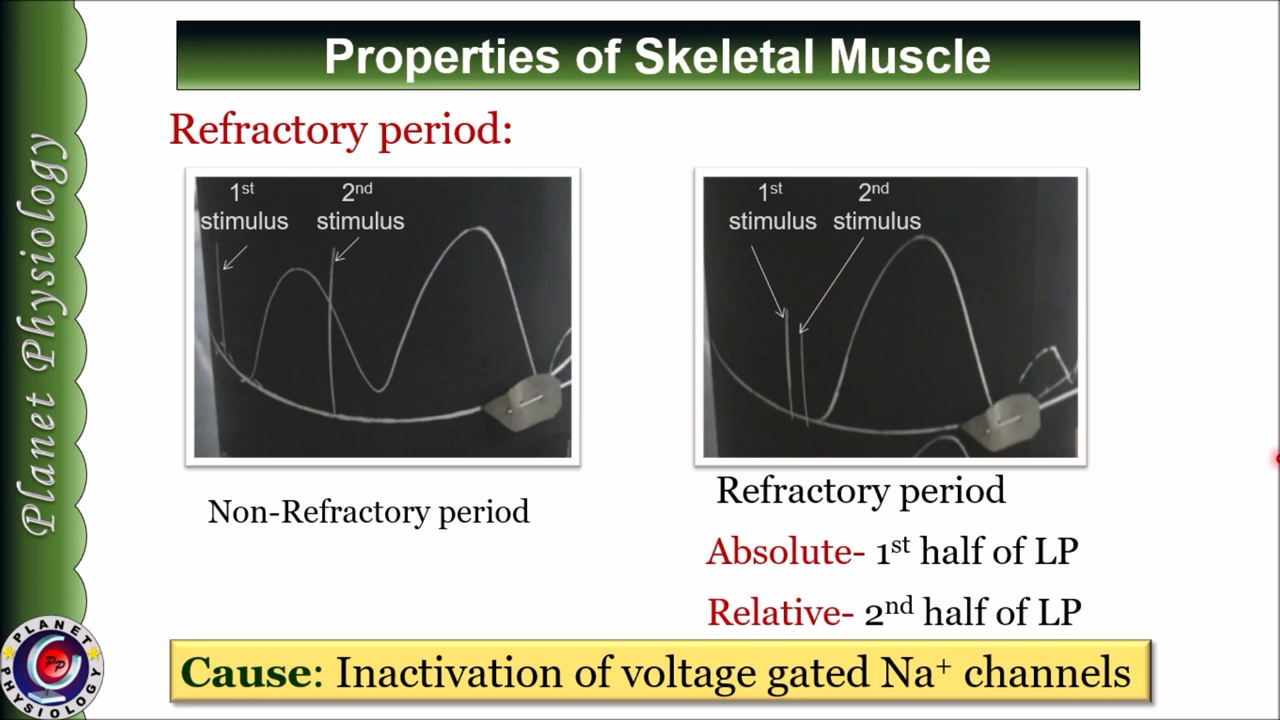 Properties of Skeletal Muscle
Refractory period:
1st stimulus
2nd stimulus
1st stimulus
2nd stimulus
Non-Refractory period
Refractory period
Absolute- 1st half of LP
Relative- 2nd half of LP
Cause: Inactivation of voltage gated Na+ channels
Planet Physiology
PLANET PHYSIOLOGY
PP